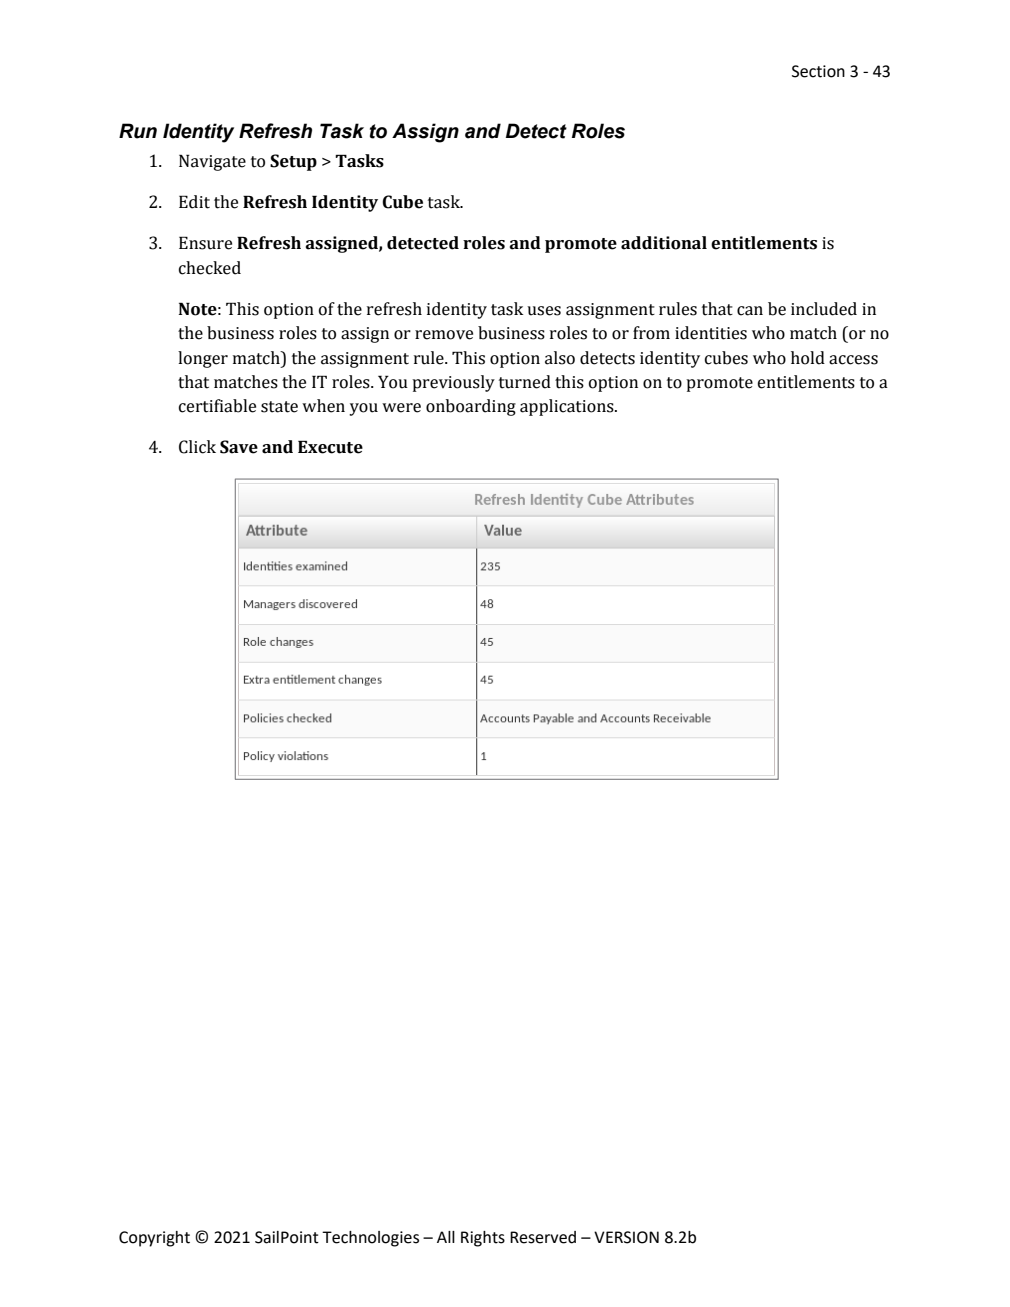 Section 3 - 43
Run Identity Refresh Task to Assign and Detect Roles
1. Navigate to Setup > Tasks
2. Edit the Refresh Identity Cube task.
3. Ensure Refresh assigned, detected roles and promote additional entitlements is
checked
Note: This option of the refresh identity task uses assignment rules that can be included in
the business roles to assign or remove business roles to or from identities who match (or no
longer match) the assignment rule. This option also detects identity cubes who hold access
that matches the IT roles. You previously turned this option on to promote entitlements to a
certifiable state when you were onboarding applications.
4. Click Save and Execute
Refresh Identity Cube Attributes
Attribute Value
Identities examined 235
Managers discovered 48
Role changes 45
Extra entitlement changes 45
Policies checked Accounts Payable and Accounts Receivable
Policy violations 1
Copyright © 2021 SailPoint Technologies – All Rights Reserved – VERSION 8.2b